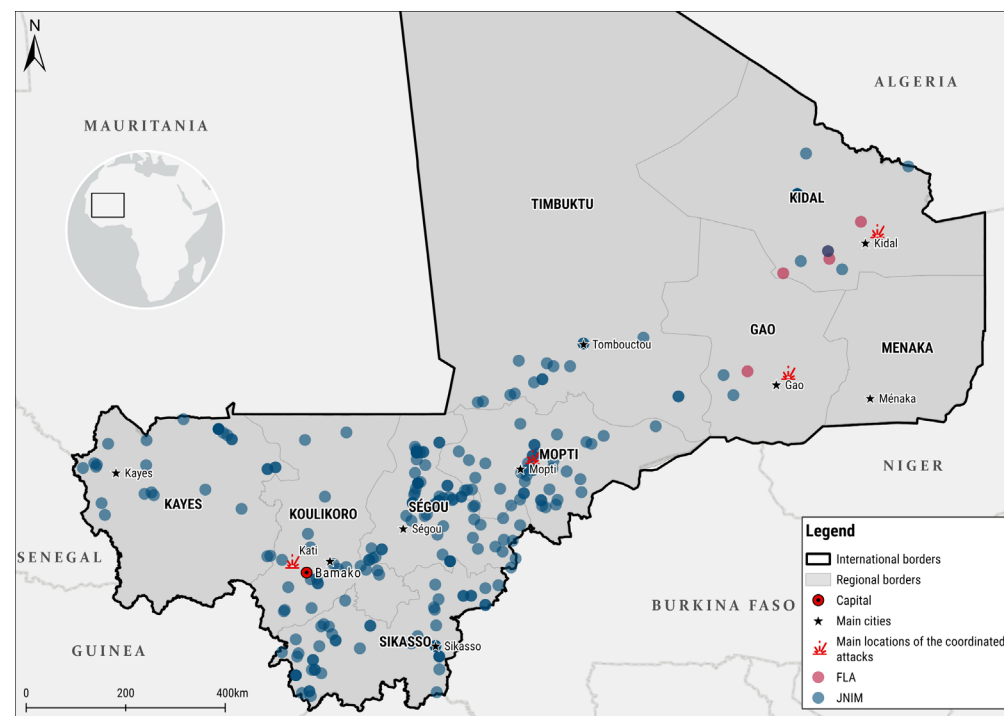 N
ALGERIA
MAURITANIA
TIMBUKTU
KIDAL
Kidal
GAO
Tombouctou
MENAKA
Gao
Ménaka
MOPTI
Mopti
NIGER
Kayes
KAYES
SÉGOU
KOULIKORO
Ségou
Kati
SENEGAL
Bamako
BURKINA FASO
SIKASSO
Sikasso
GUINEA
0
200
400km
Legend
International borders
Regional borders
Capital
Main cities
Main locations of the coordinated
attacks
FLA
JNIM